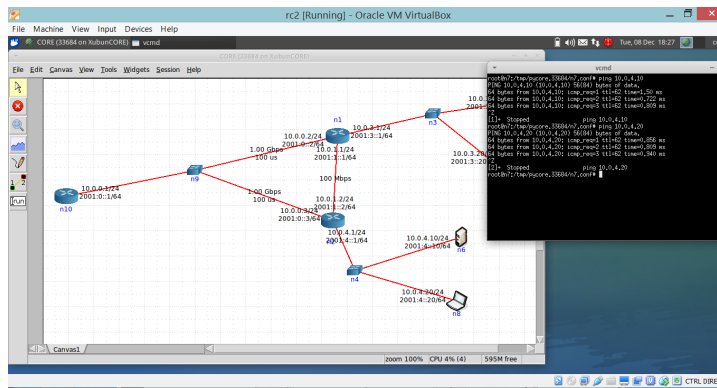 rc2 [Running] - Oracle VM VirtualBox
File Machine View Input Devices Help
CORE (33684 on XubunCORE) vcmd
Tue, 08 Dec 18:27
CORE (33684 on XubunCORE)
File Edit Canvas View Tools Widgets Session Help
vcmd
root@n7:/tmp/pycore.33684/n7.conf# ping 10.0.4.10
PING 10.0.4.10 (10.0.4.10) 56(84) bytes of data.
64 bytes from 10.0.4.10: icmp_req=1 ttl=62 time=1.50 ms
64 bytes from 10.0.4.10: icmp_req=2 ttl=62 time=0.722 ms
64 bytes from 10.0.4.10: icmp_req=3 ttl=62 time=0.809 ms
^Z
[1]+ Stopped ping 10.0.4.10
root@n7:/tmp/pycore.33684/n7.conf# ping 10.0.4.20
PING 10.0.4.20 (10.0.4.20) 56(84) bytes of data.
64 bytes from 10.0.4.20: icmp_req=1 ttl=62 time=0.856 ms
64 bytes from 10.0.4.20: icmp_req=2 ttl=62 time=0.809 ms
64 bytes from 10.0.4.20: icmp_req=3 ttl=62 time=0.940 ms
^Z
[2]+ Stopped ping 10.0.4.20
root@n7:/tmp/pycore.33684/n7.conf#
n1
10.0.3.1/24
2001:3::1/64
n3
10.0.0.2/24
2001:0::2/64
10.0.1.1/24
2001:1::1/64
10.0.3.20
2001:3::20
1.00 Gbps
100 us
n9
100 Mbps
10.0.0.1/24
2001:0::1/64
n10
1.00 Gbps
100 us
10.0.0.3/24
2001:0::3/64
10.0.1.2/24
2001:1::2/64
n2
10.0.4.1/24
2001:4::1/64
10.0.4.10/24
2001:4::10/64
n6
n4
10.0.4.20/24
2001:4::20/64
n8
1 2
run
Canvas1
zoom 100% CPU 4% (4) 595M free
CTRL DIRE